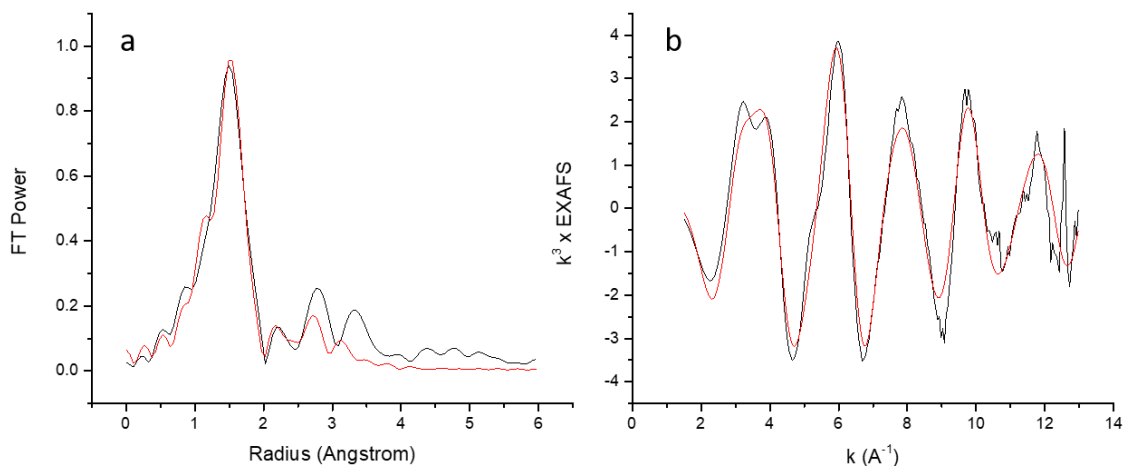 a
FT Power
1.0
0.8
0.6
0.4
0.2
0.0
0 1 2 3 4 5 6
Radius (Angstrom)
b
k³ x EXAFS
4
3
2
1
0
-1
-2
-3
-4
2 4 6 8 10 12 14
k (A⁻¹)